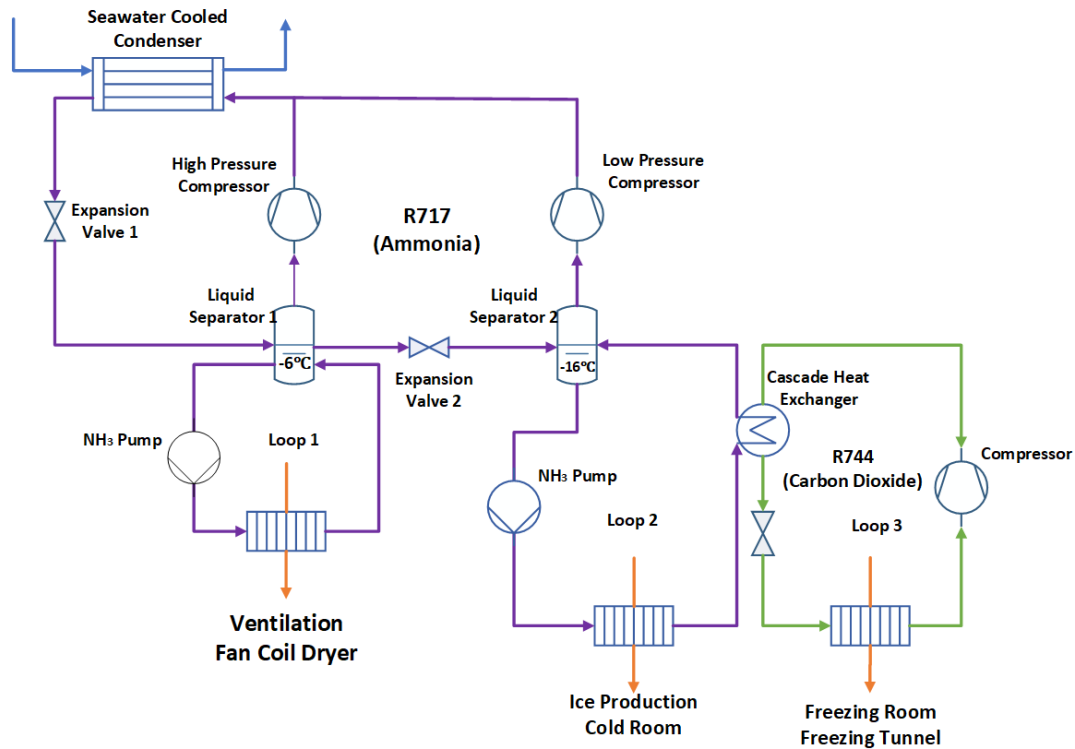 Seawater Cooled
Condenser
High Pressure
Compressor
Low Pressure
Compressor
Expansion
Valve 1
R717
(Ammonia)
Liquid
Separator 1
Liquid
Separator 2
-6°C
-16°C
Expansion
Valve 2
Cascade Heat
Exchanger
NH₃ Pump
Loop 1
R744
(Carbon Dioxide)
Compressor
NH₃ Pump
Loop 2
Loop 3
Ventilation
Fan Coil Dryer
Ice Production
Cold Room
Freezing Room
Freezing Tunnel